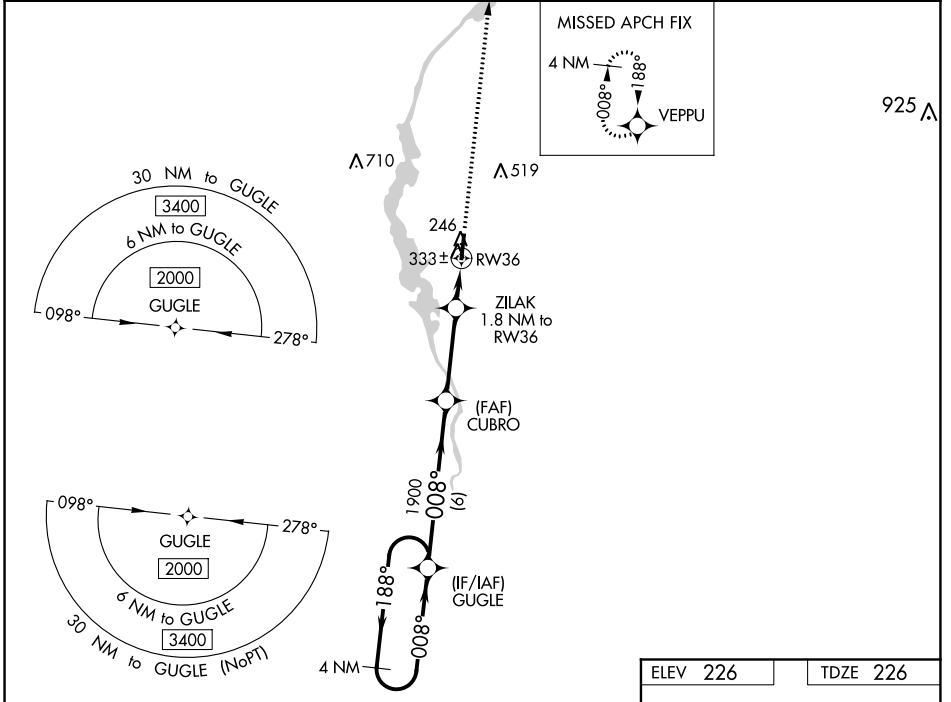 MISSED APCH FIX
4 NM
008°
188°
VEPPU
925
710
519
30 NM to GUGLE
3400
6 NM to GUGLE
2000
GUGLE
098°
278°
246
333±
RW36
ZILAK
1.8 NM to
RW36
(FAF)
CUBRO
1900
008°
(6)
098°
278°
GUGLE
2000
6 NM to GUGLE
3400
30 NM to GUGLE (NoPT)
188°
(IF/IAF)
GUGLE
008°
4 NM
ELEV 226
TDZE 226